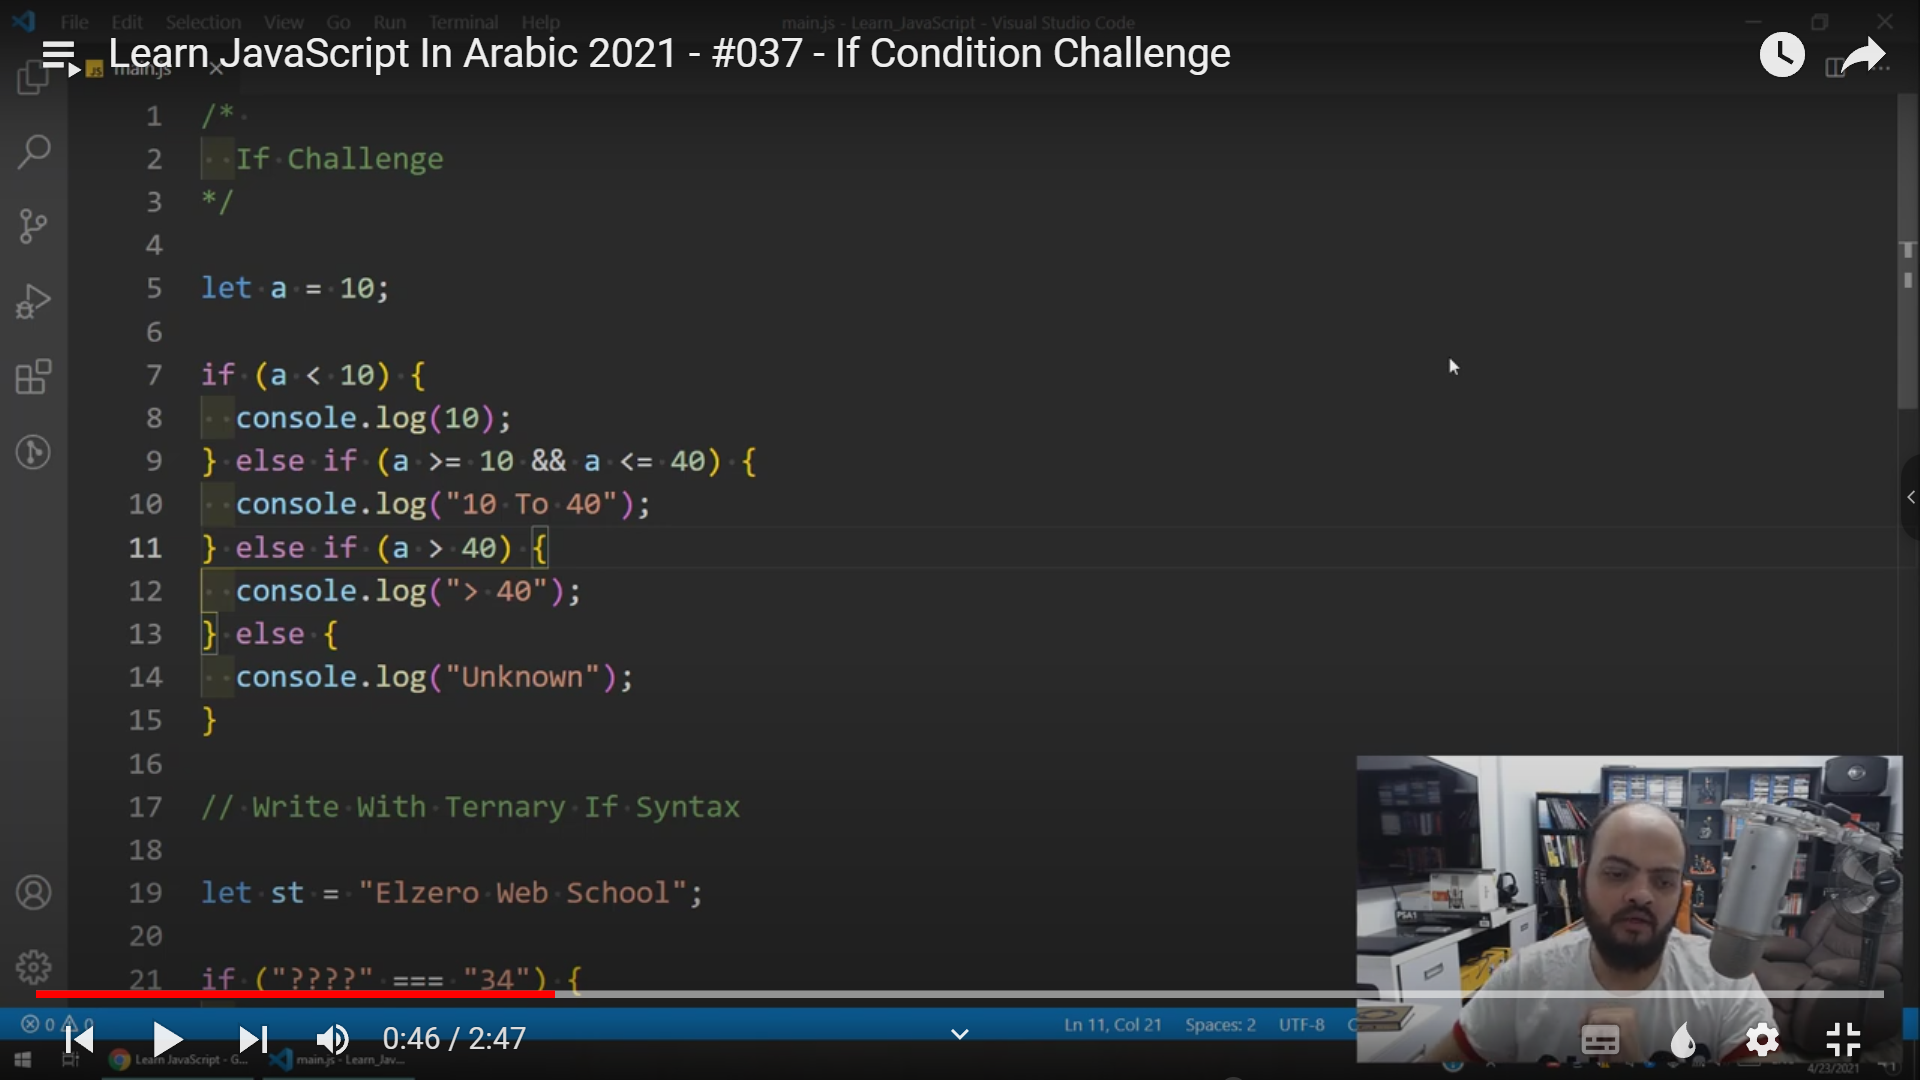 File Edit Selection View Go Run Terminal Help
main.js - Learn_JavaScript - Visual Studio Code
Learn JavaScript In Arabic 2021 - #037 - If Condition Challenge
JS main.js
1 /*
2 If Challenge
3 */
4
5 let a = 10;
6
7 if (a < 10) {
8 console.log(10);
9 } else if (a >= 10 && a <= 40) {
10 console.log("10 To 40");
11 } else if (a > 40) {
12 console.log("> 40");
13 } else {
14 console.log("Unknown");
15 }
16
17 // Write With Ternary If Syntax
18
19 let st = "Elzero Web School";
20
21 if ("????" === "34") {
PSA1
0 0
Ln 11, Col 21 Spaces: 2 UTF-8
0:46 / 2:47
Learn JavaScript - G...
main.js - Learn_Jav...
4/23/2021